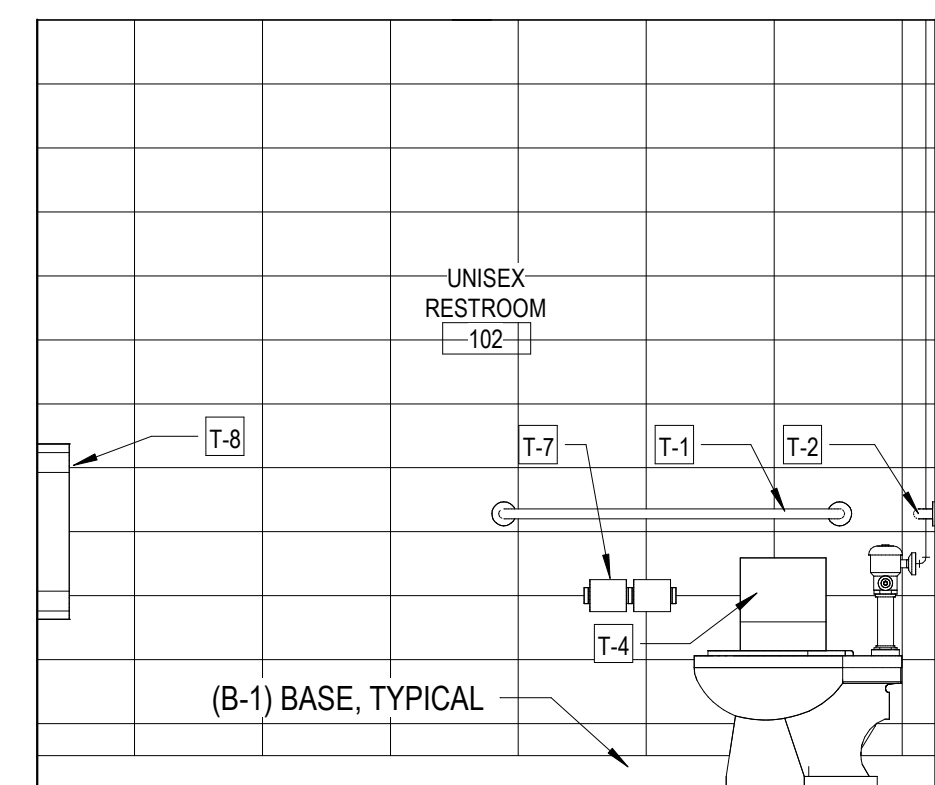 UNISEX
RESTROOM
102
T-8
T-7
T-1
T-2
T-4
(B-1) BASE, TYPICAL